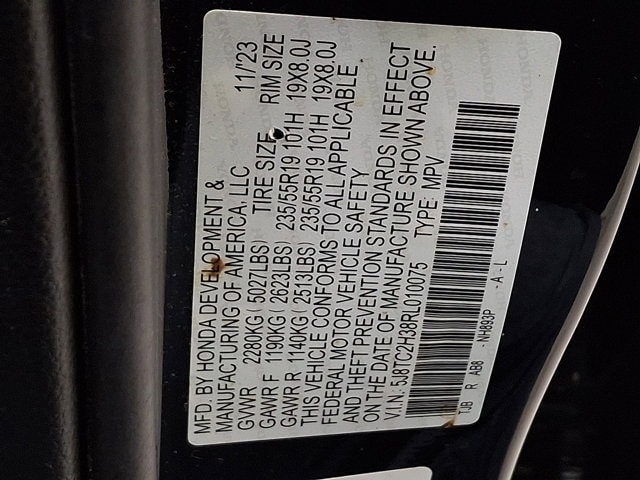 MFD. BY HONDA DEVELOPMENT &
MANUFACTURING OF AMERICA, LLC 11/23
GVWR 2280KG(5027LBS) TIRE SIZE RIM SIZE
GAWR F 1190KG(2623LBS) 235/55R19 101H 19X8.0J
GAWR R 1140KG(2513LBS) 235/55R19 101H 19X8.0J
THIS VEHICLE CONFORMS TO ALL APPLICABLE
FEDERAL MOTOR VEHICLE SAFETY
AND THEFT PREVENTION STANDARDS IN EFFECT
ON THE DATE OF MANUFACTURE SHOWN ABOVE.
V.I.N: 5J8TC2H38RL010075 TYPE: MPV
TJB R AB8 -NH893P -A-L